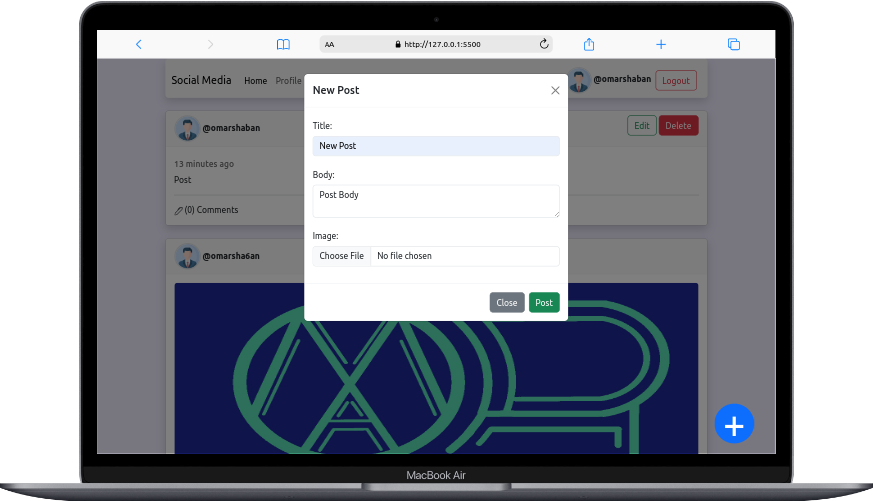 AA http://127.0.0.1:5500
Social Media Home Profile @omarshaban Logout
New Post
@omarshaban Edit Delete
Title:
New Post
13 minutes ago
Post
Body:
Post Body
(0) Comments
Image:
Choose File No file chosen
@omarsha6an
Close Post
MacBook Air